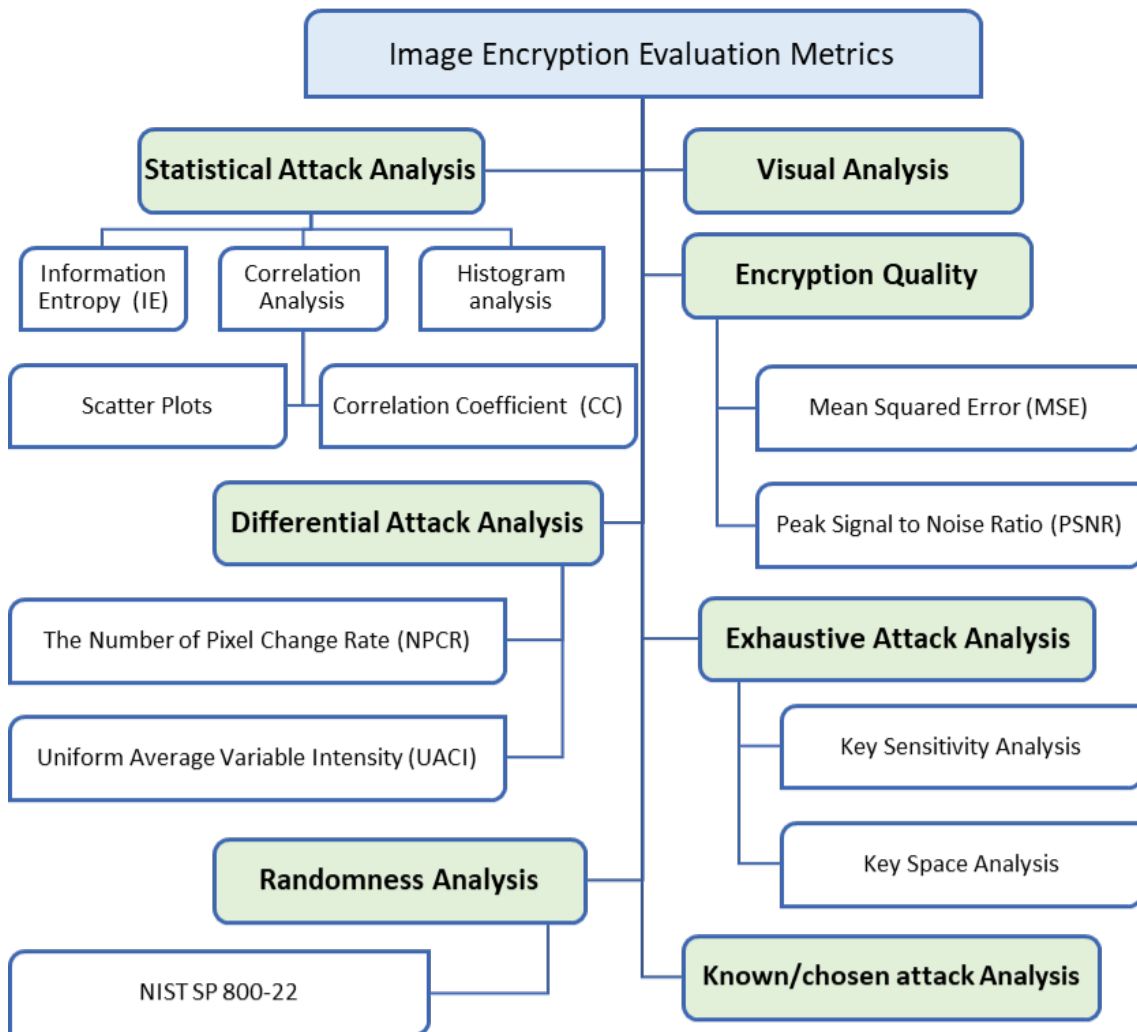 Image Encryption Evaluation Metrics
Statistical Attack Analysis
Visual Analysis
Information
Entropy (IE)
Correlation
Analysis
Histogram
analysis
Encryption Quality
Scatter Plots
Correlation Coefficient (CC)
Mean Squared Error (MSE)
Differential Attack Analysis
Peak Signal to Noise Ratio (PSNR)
The Number of Pixel Change Rate (NPCR)
Exhaustive Attack Analysis
Uniform Average Variable Intensity (UACI)
Key Sensitivity Analysis
Randomness Analysis
Key Space Analysis
NIST SP 800-22
Known/chosen attack Analysis